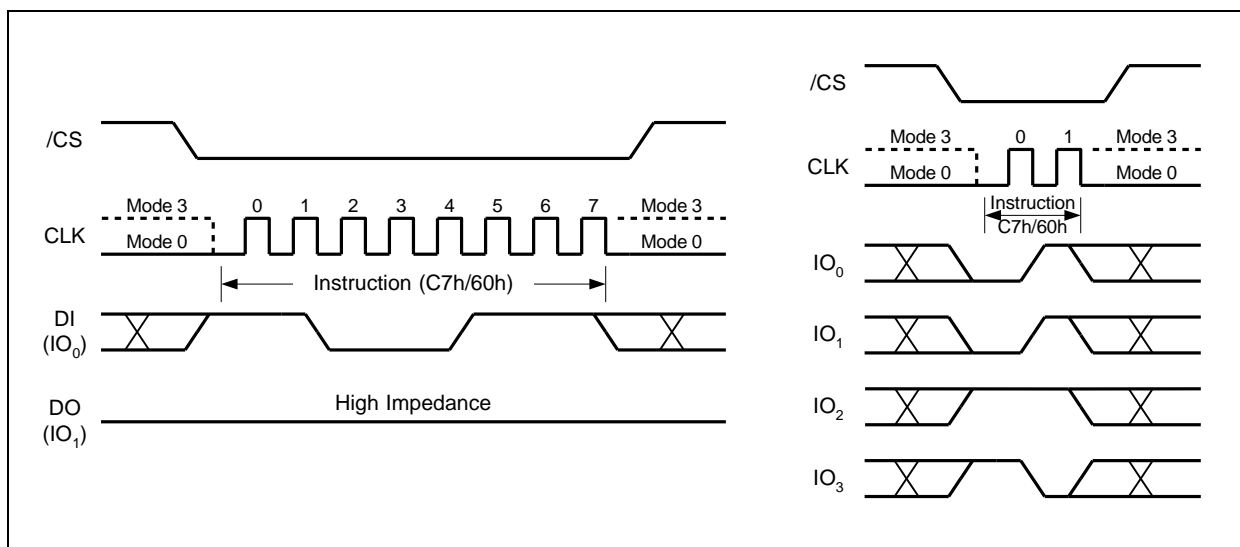 /CS
CLK
Mode 3
Mode 0
0 1 2 3 4 5 6 7
Mode 3
Mode 0
Instruction (C7h/60h)
DI
(IO0)
DO
(IO1)
High Impedance
/CS
CLK
Mode 3
Mode 0
0 1
Mode 3
Mode 0
Instruction
C7h/60h
IO0
IO1
IO2
IO3